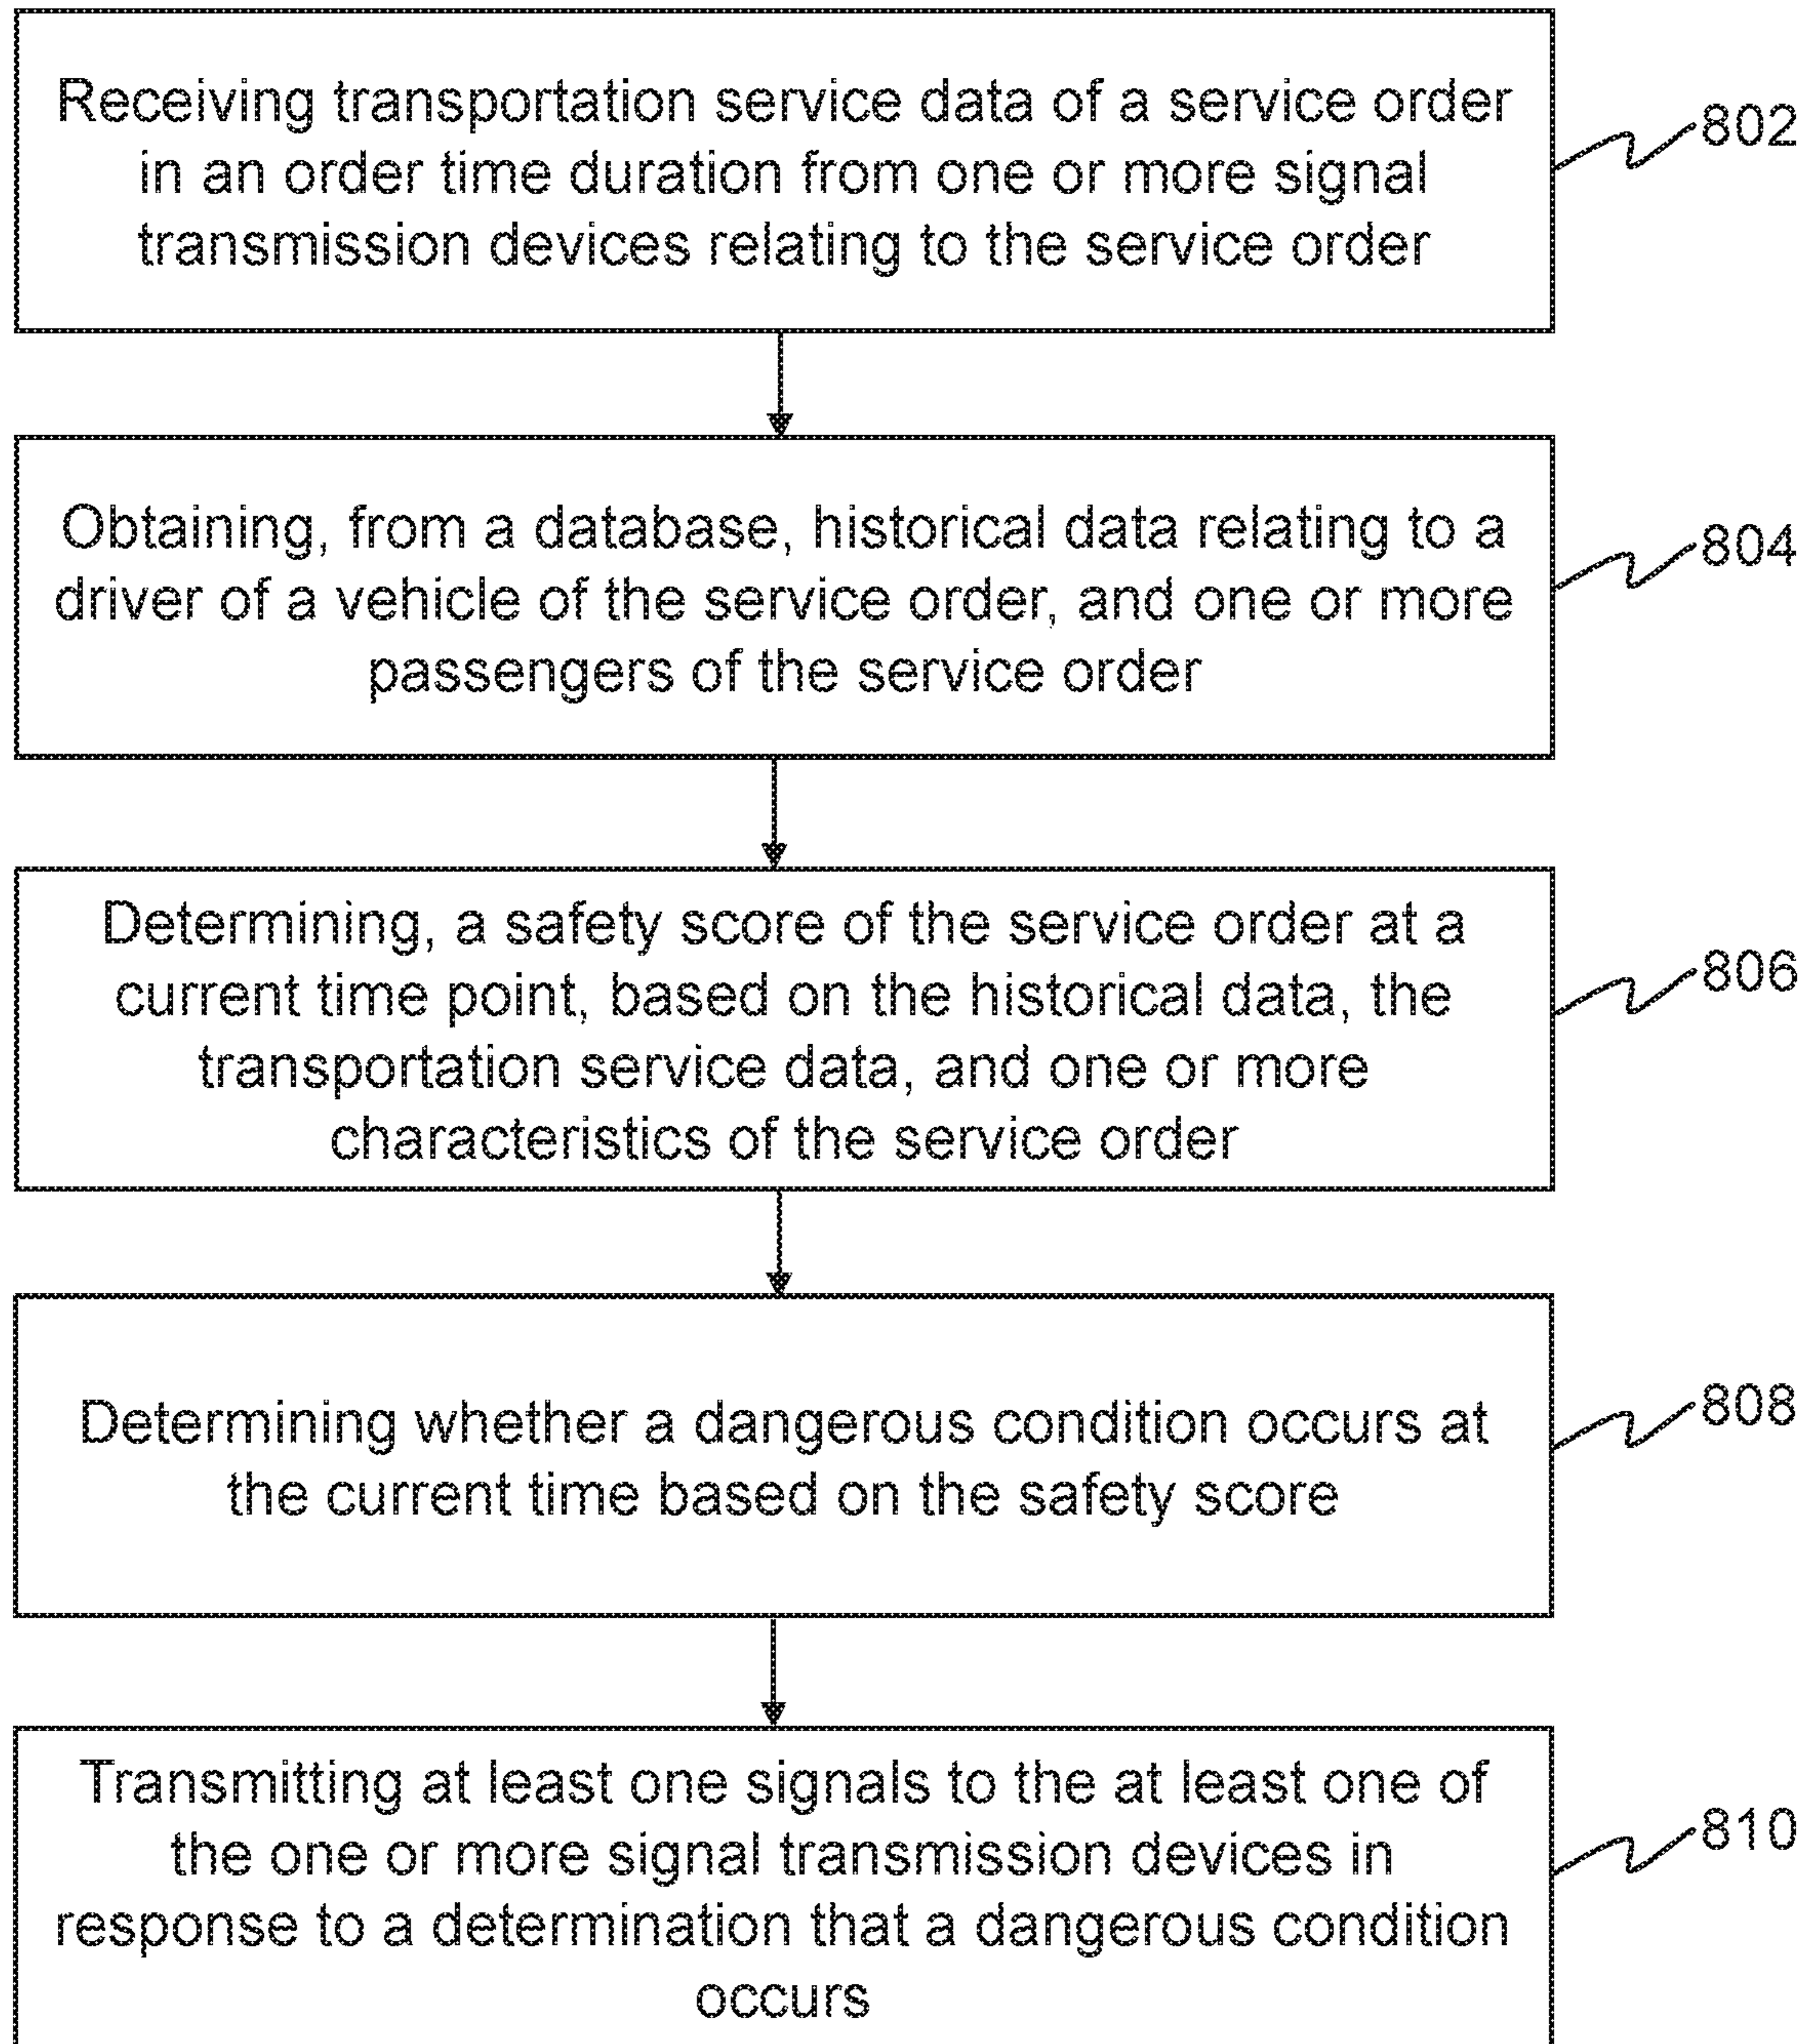 Receiving transportation service data of a service order
in an order time duration from one or more signal
transmission devices relating to the service order
802
Obtaining, from a database, historical data relating to a
driver of a vehicle of the service order, and one or more
passengers of the service order
804
Determining, a safety score of the service order at a
current time point, based on the historical data, the
transportation service data, and one or more
characteristics of the service order
806
Determining whether a dangerous condition occurs at
the current time based on the safety score
808
Transmitting at least one signals to the at least one of
the one or more signal transmission devices in
response to a determination that a dangerous condition
occurs
810